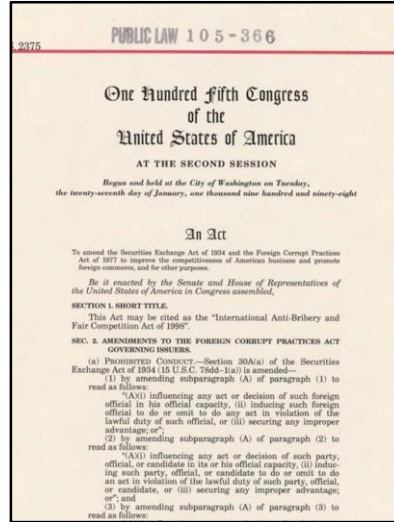 PUBLIC LAW 105-366
S. 2375
One Hundred Fifth Congress
of the
United States of America
AT THE SECOND SESSION
Begun and held at the City of Washington on Tuesday,
the twenty-seventh day of January, one thousand nine hundred and ninety-eight
An Act
To amend the Securities Exchange Act of 1934 and the Foreign Corrupt Practices
Act of 1977 to improve the competitiveness of American business and promote
foreign commerce, and for other purposes.
Be it enacted by the Senate and House of Representatives of
the United States of America in Congress assembled,
SECTION 1. SHORT TITLE.
This Act may be cited as the “International Anti-Bribery and
Fair Competition Act of 1998”.
SEC. 2. AMENDMENTS TO THE FOREIGN CORRUPT PRACTICES ACT
GOVERNING ISSUERS.
(a) PROHIBITED CONDUCT.—Section 30A(a) of the Securities
Exchange Act of 1934 (15 U.S.C. 78dd–1(a)) is amended—
(1) by amending subparagraph (A) of paragraph (1) to
read as follows:
“(A)(i) influencing any act or decision of such foreign
official in his official capacity, (ii) inducing such foreign
official to do or omit to do any act in violation of the
lawful duty of such official, or (iii) securing any improper
advantage; or”;
(2) by amending subparagraph (A) of paragraph (2) to
read as follows:
“(A)(i) influencing any act or decision of such party,
official, or candidate in its or his official capacity, (ii) induc-
ing such party, official, or candidate to do or omit to do
an act in violation of the lawful duty of such party, official,
or candidate, or (iii) securing any improper advantage;
or”; and
(3) by amending subparagraph (A) of paragraph (3) to
read as follows: